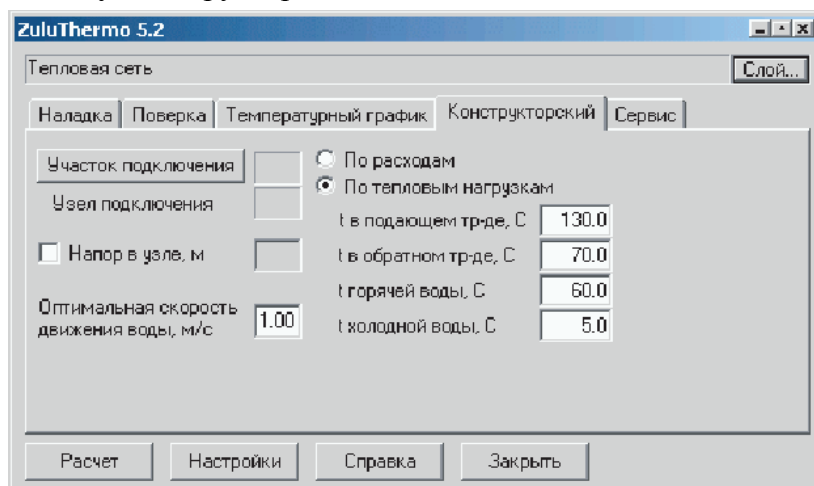 ZuluThermo 5.2
Тепловая сеть Слой...
Наладка Поверка Температурный график Конструкторский Сервис
Участок подключения По расходам
По тепловым нагрузкам
Узел подключения
t в подающем тр-де, С 130.0
Напор в узле, м t в обратном тр-де, С 70.0
t горячей воды, С 60.0
Оптимальная скорость
движения воды, м/с 1.00 t холодной воды, С 5.0
Расчет Настройки Справка Закрыть